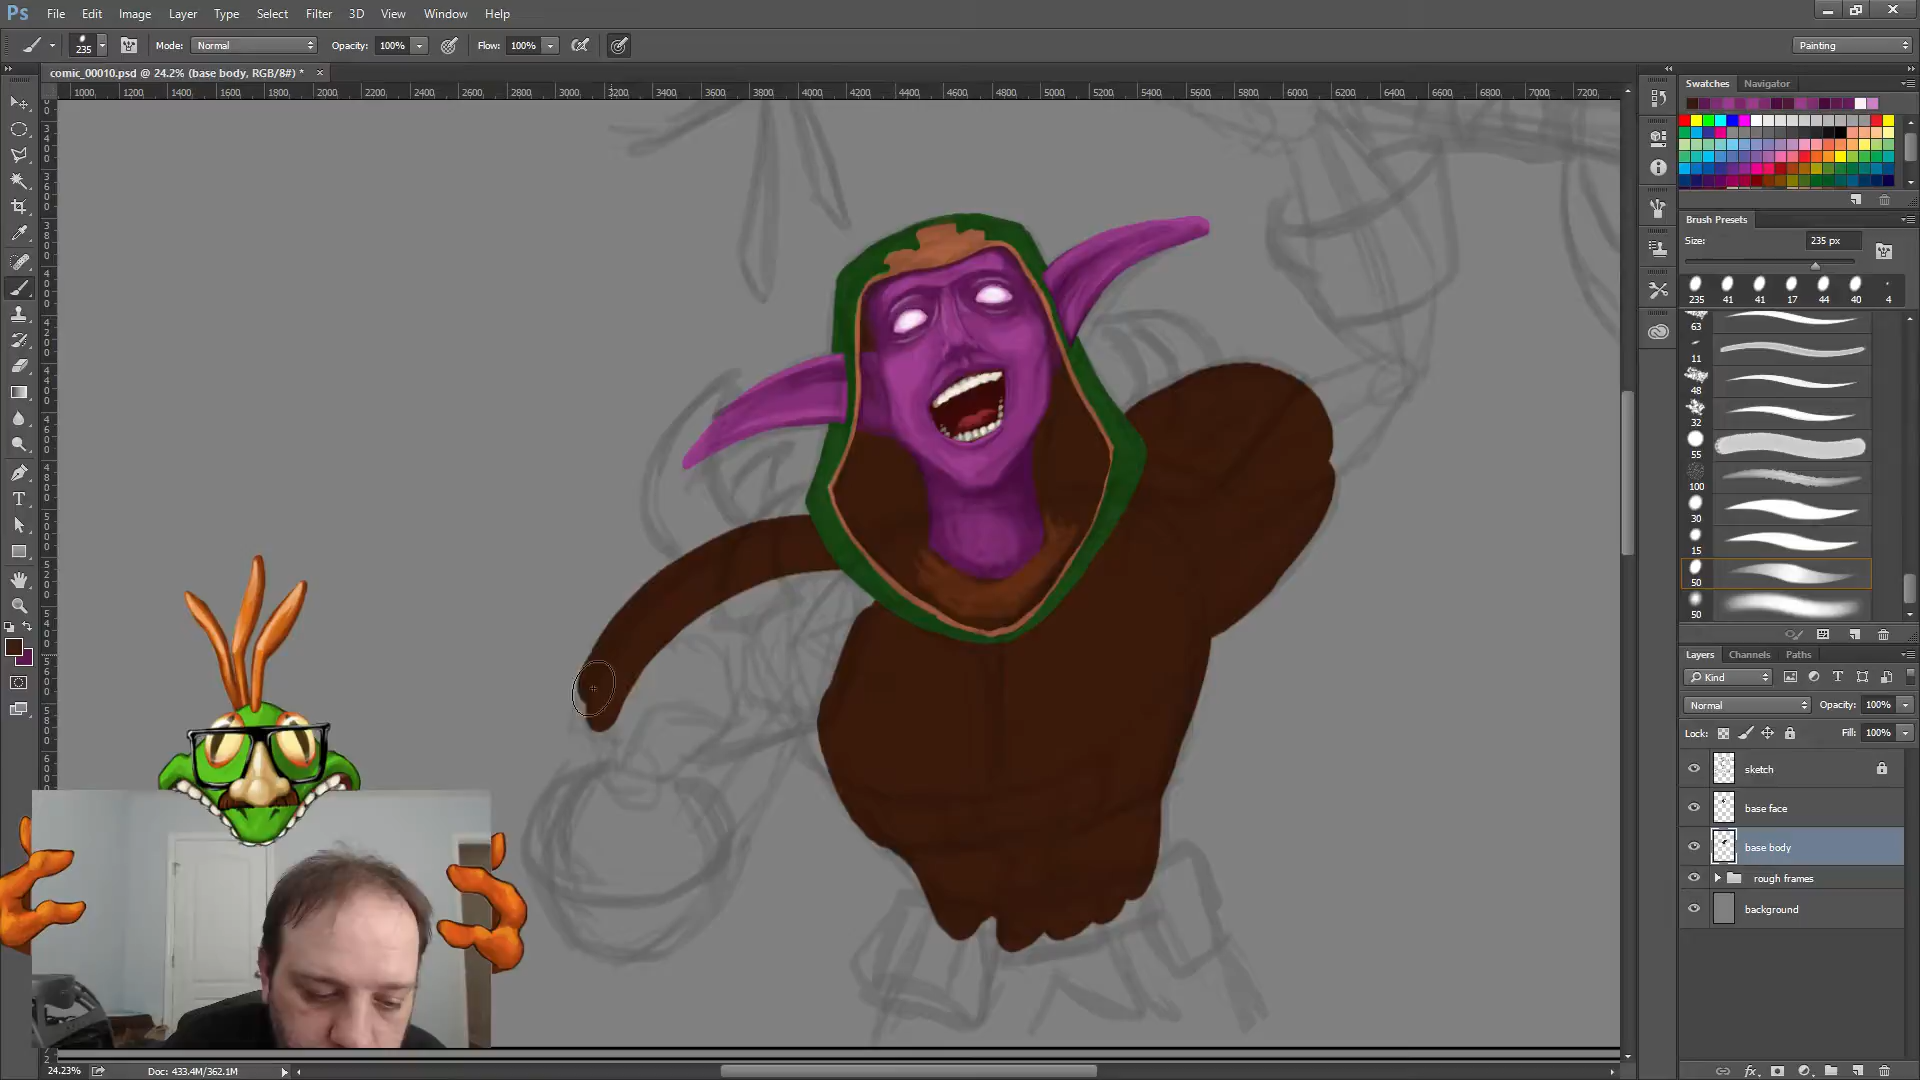 Ps File Edit Image Layer Type Select Filter 3D View Window Help
235 Mode: Normal Opacity: 100% Flow: 100% Painting
comic_00010.psd @ 24.2% (base body, RGB/8#) * ×
1000 1200 1400 1600 1800 2000 2200 2400 2600 2800 3000 3200 3400 3600 3800 4000 4200 4400 4600 4800 5000 5200 5400 5600 5800 6000 6200 6400 6600 6800 7000 7200
Swatches Navigator
Brush Presets
Size: 235 px
235 41 41 17 44 40 4
63
11
48
32
55
100
30
15
50
50
Layers Channels Paths
Kind
Normal Opacity: 100%
Lock: Fill: 100%
sketch
base face
base body
rough frames
background
24.23% Doc: 433.4M/362.1M